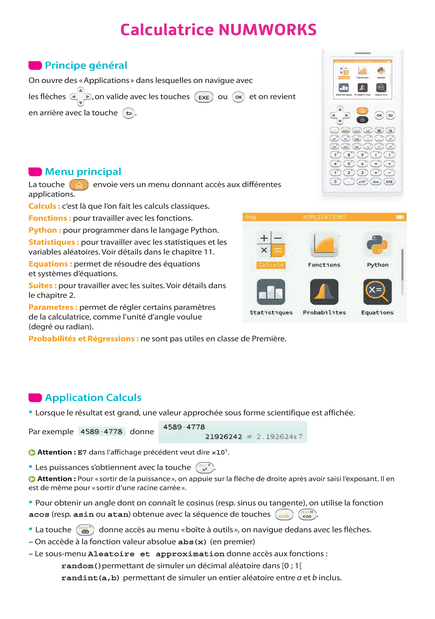 Calculatrice NUMWORKS
Principe général
On ouvre des « Applications » dans lesquelles on navigue avec
les flèches , on valide avec les touches EXE ou OK et on revient
en arrière avec la touche .
Menu principal
La touche envoie vers un menu donnant accès aux différentes
applications.
Calculs : c'est là que l'on fait les calculs classiques.
Fonctions : pour travailler avec les fonctions.
Python : pour programmer dans le langage Python.
Statistiques : pour travailler avec les statistiques et les
variables aléatoires. Voir détails dans le chapitre 11.
Equations : permet de résoudre des équations
et systèmes d'équations.
Suites : pour travailler avec les suites. Voir détails dans
le chapitre 2.
Parametres : permet de régler certains paramètres
de la calculatrice, comme l'unité d'angle voulue
(degré ou radian).
Probabilités et Régressions : ne sont pas utiles en classe de Première.
deg APPLICATIONS
Calculs Fonctions Python
Statistiques Probabilites Equations
Application Calculs
• Lorsque le résultat est grand, une valeur approchée sous forme scientifique est affichée.
Par exemple 4589·4778 donne
4589·4778
21926242 ≈ 2.192624E7
Attention : E7 dans l'affichage précédent veut dire ×10⁷.
• Les puissances s'obtiennent avec la touche .
Attention : Pour « sortir de la puissance », on appuie sur la flèche de droite après avoir saisi l'exposant. Il en
est de même pour « sortir d'une racine carrée ».
• Pour obtenir un angle dont on connaît le cosinus (resp. sinus ou tangente), on utilise la fonction
acos (resp. asin ou atan) obtenue avec la séquence de touches shift cos .
• La touche donne accès au menu « boîte à outils », on navigue dedans avec les flèches.
– On accède à la fonction valeur absolue abs(x) (en premier)
– Le sous-menu Aleatoire et approximation donne accès aux fonctions :
random() permettant de simuler un décimal aléatoire dans [0 ; 1[
randint(a,b) permettant de simuler un entier aléatoire entre a et b inclus.